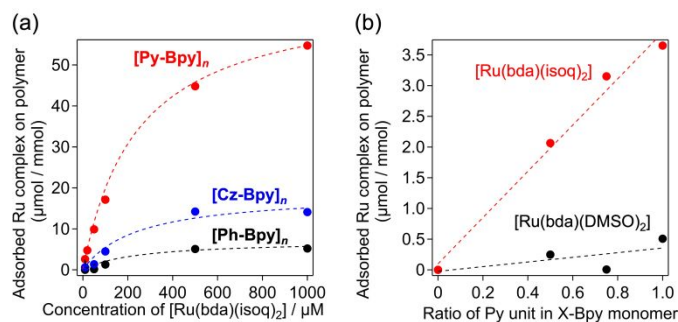 (a)
Adsorbed Ru complex on polymer
(μmol / mmol)
50
40
30
20
10
0
[Py-Bpy]n
[Cz-Bpy]n
[Ph-Bpy]n
0 200 400 600 800 1000
Concentration of [Ru(bda)(isoq)2] / μM
(b)
Adsorbed Ru complex on polymer
(μmol / mmol)
3.5
3.0
2.5
2.0
1.5
1.0
0.5
0
[Ru(bda)(isoq)2]
[Ru(bda)(DMSO)2]
0.0 0.2 0.4 0.6 0.8 1.0
Ratio of Py unit in X-Bpy monomer